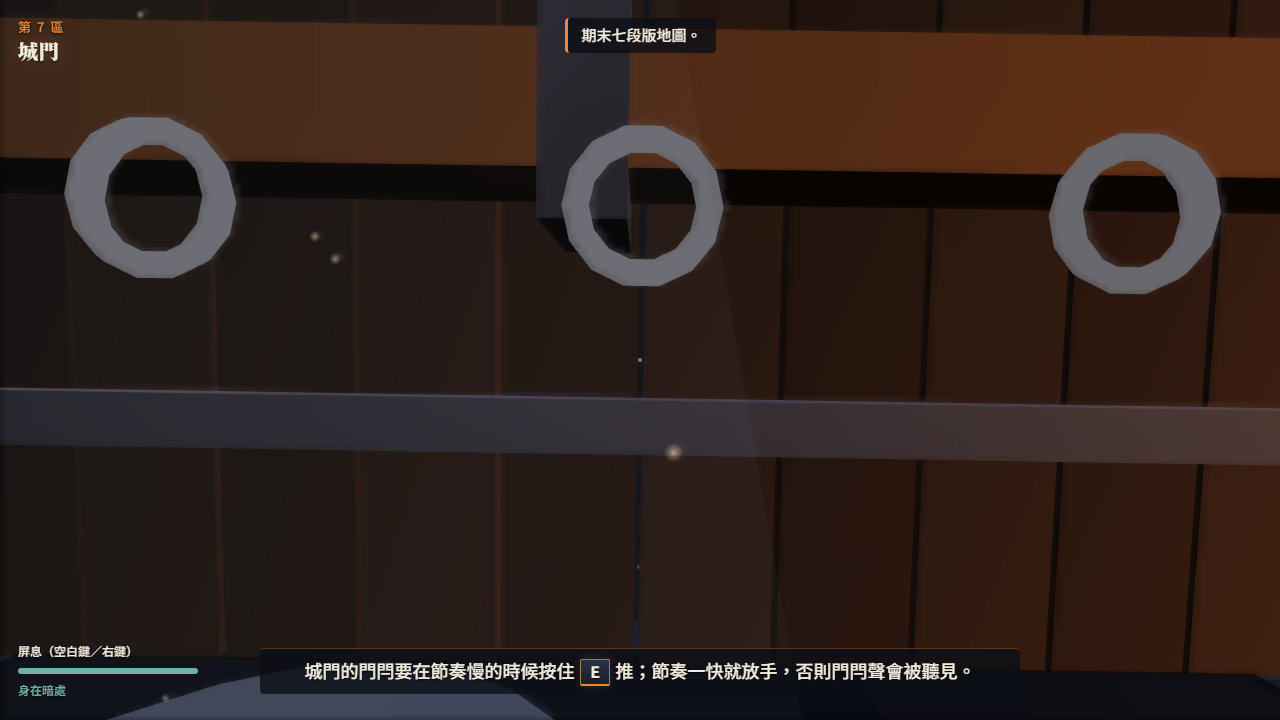 第 7 區
城門
期末七段版地圖。
屏息（空白鍵／右鍵）
身在暗處
城門的門閂要在節奏慢的時候按住 E 推；節奏一快就放手，否則門閂聲會被聽見。